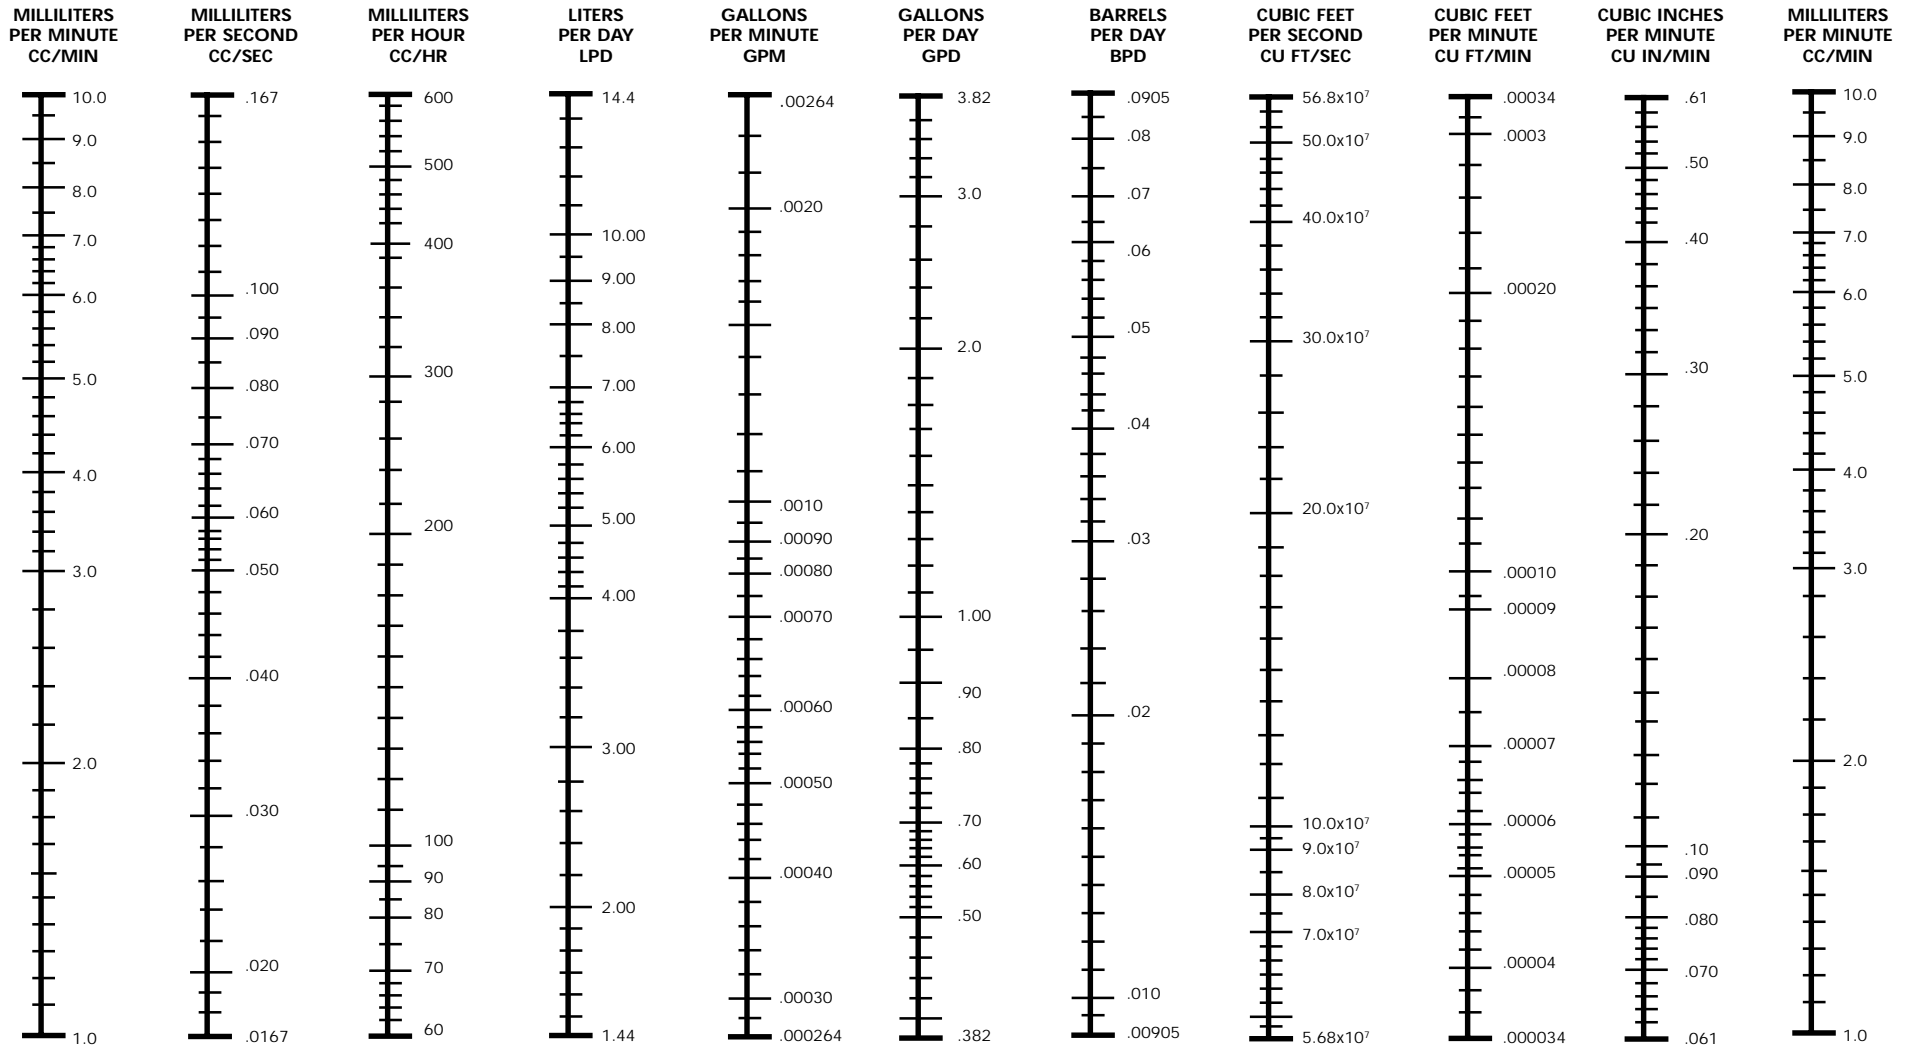 MILLILITERS
PER MINUTE
CC/MIN
10.0
9.0
8.0
7.0
6.0
5.0
4.0
3.0
2.0
1.0
MILLILITERS
PER SECOND
CC/SEC
.167
.100
.090
.080
.070
.060
.050
.040
.030
.020
.0167
MILLILITERS
PER HOUR
CC/HR
600
500
400
300
200
100
90
80
70
60
LITERS
PER DAY
LPD
14.4
10.00
9.00
8.00
7.00
6.00
5.00
4.00
3.00
2.00
1.44
GALLONS
PER MINUTE
GPM
.00264
.0020
.0010
.00090
.00080
.00070
.00060
.00050
.00040
.00030
.000264
GALLONS
PER DAY
GPD
3.82
3.0
2.0
1.00
.90
.80
.70
.60
.50
.382
BARRELS
PER DAY
BPD
.0905
.08
.07
.06
.05
.04
.03
.02
.010
.00905
CUBIC FEET
PER SECOND
CU FT/SEC
56.8x10⁷
50.0x10⁷
40.0x10⁷
30.0x10⁷
20.0x10⁷
10.0x10⁷
9.0x10⁷
8.0x10⁷
7.0x10⁷
5.68x10⁷
CUBIC FEET
PER MINUTE
CU FT/MIN
.00034
.0003
.00020
.00010
.00009
.00008
.00007
.00006
.00005
.00004
.000034
CUBIC INCHES
PER MINUTE
CU IN/MIN
.61
.50
.40
.30
.20
.10
.090
.080
.070
.061
MILLILITERS
PER MINUTE
CC/MIN
10.0
9.0
8.0
7.0
6.0
5.0
4.0
3.0
2.0
1.0